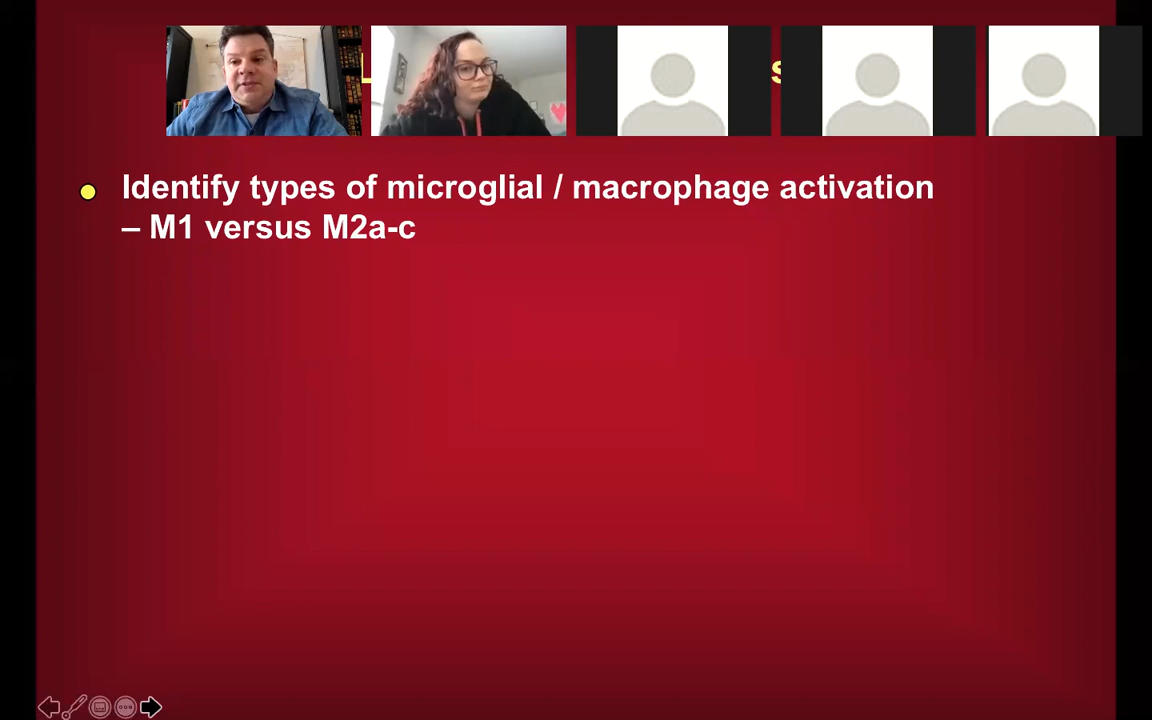 Identify types of microglial / macrophage activation
– M1 versus M2a-c